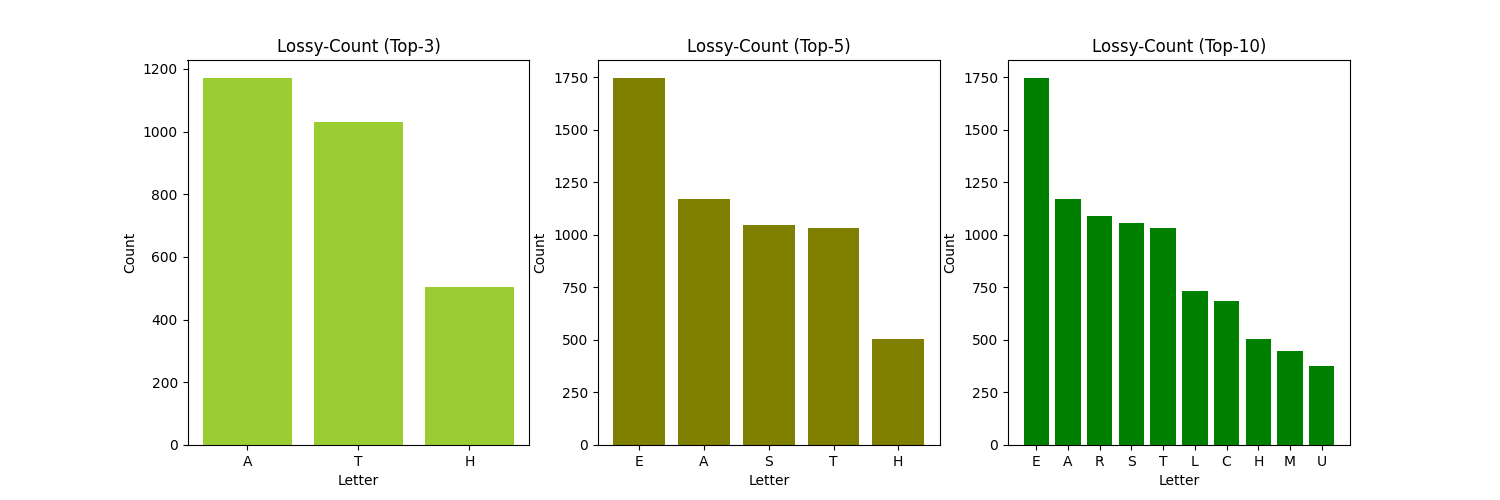 Lossy-Count (Top-3)
1200
1000
800
600
400
200
0
Count
A T H
Letter
Lossy-Count (Top-5)
1750
1500
1250
1000
750
500
250
0
Count
E A S T H
Letter
Lossy-Count (Top-10)
1750
1500
1250
1000
750
500
250
0
Count
E A R S T L C H M U
Letter